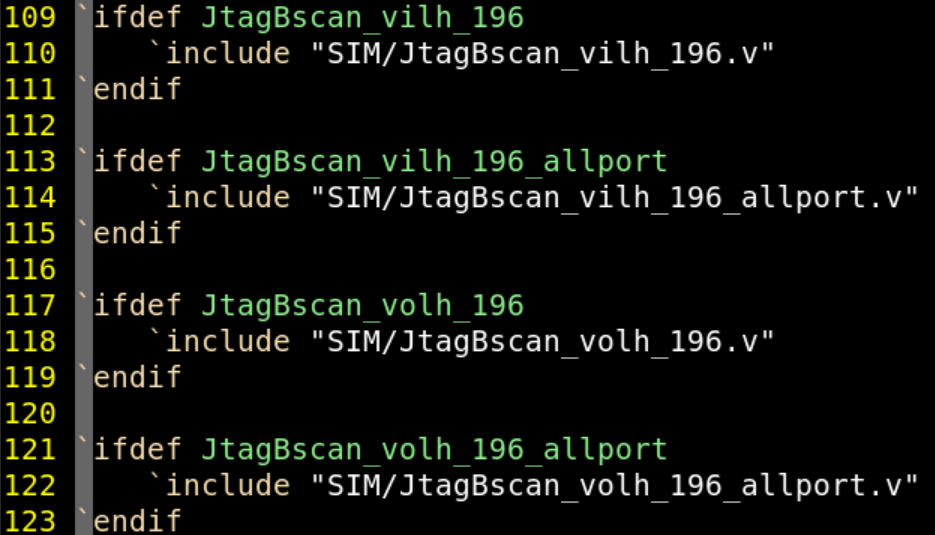 109 `ifdef JtagBscan_vilh_196
110    `include "SIM/JtagBscan_vilh_196.v"
111 `endif
112
113 `ifdef JtagBscan_vilh_196_allport
114    `include "SIM/JtagBscan_vilh_196_allport.v"
115 `endif
116
117 `ifdef JtagBscan_volh_196
118    `include "SIM/JtagBscan_volh_196.v"
119 `endif
120
121 `ifdef JtagBscan_volh_196_allport
122    `include "SIM/JtagBscan_volh_196_allport.v"
123 `endif